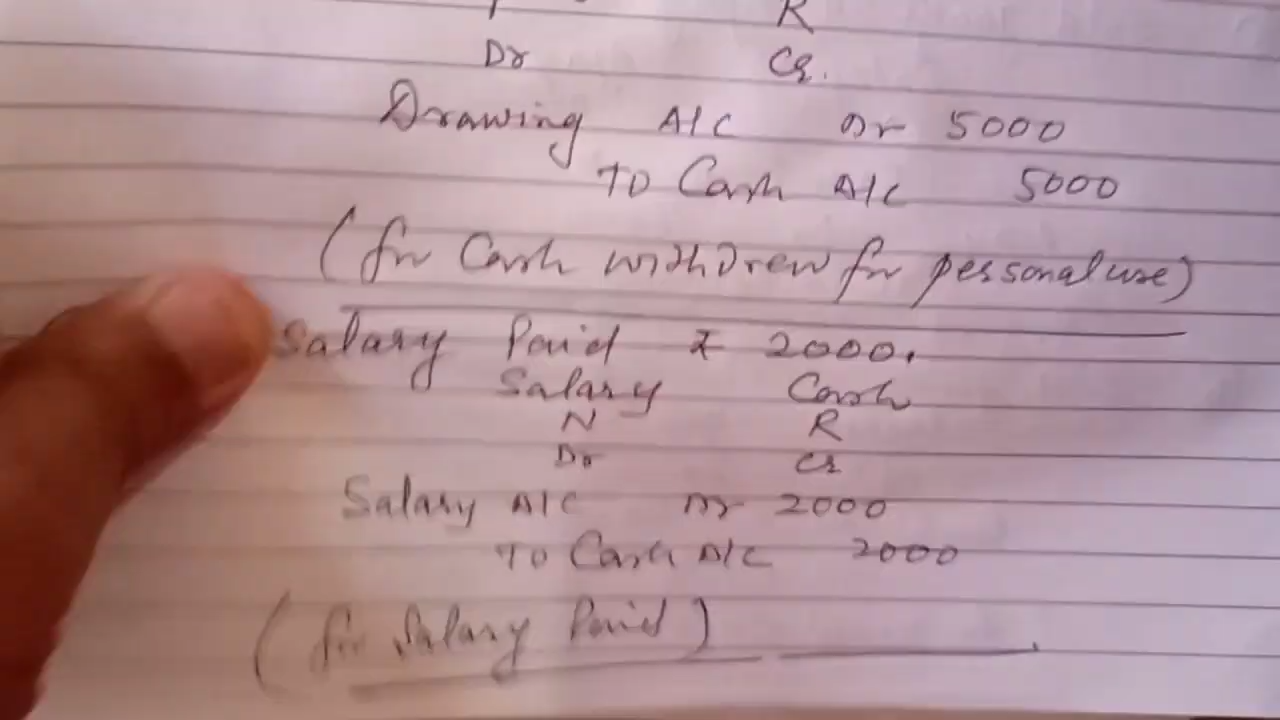 R
Dr Cr.
Drawing A/C Dr 5000
To Cash A/C 5000
(for Cash withdrew for personal use)
Salary Paid ₹ 2000.
Salary Cash
N R
Dr Cr
Salary A/C Dr 2000
To Cash A/C 2000
(for Salary Paid)